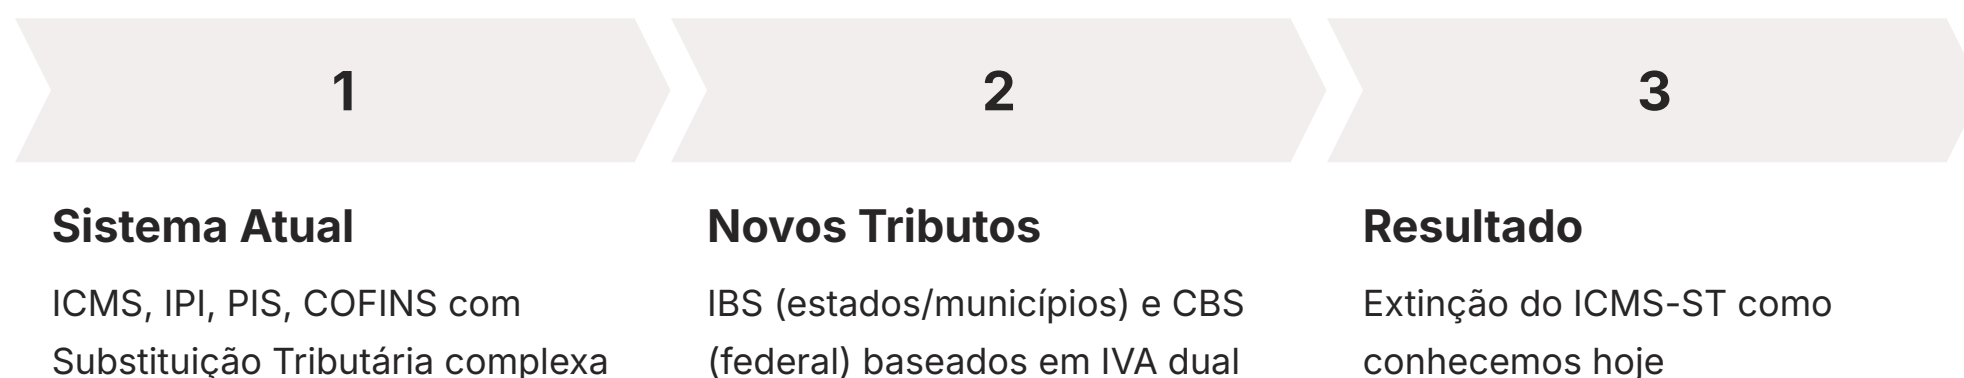 1
2
3
Sistema Atual
ICMS, IPI, PIS, COFINS com
Substituição Tributária complexa
Novos Tributos
IBS (estados/municípios) e CBS
(federal) baseados em IVA dual
Resultado
Extinção do ICMS-ST como
conhecemos hoje